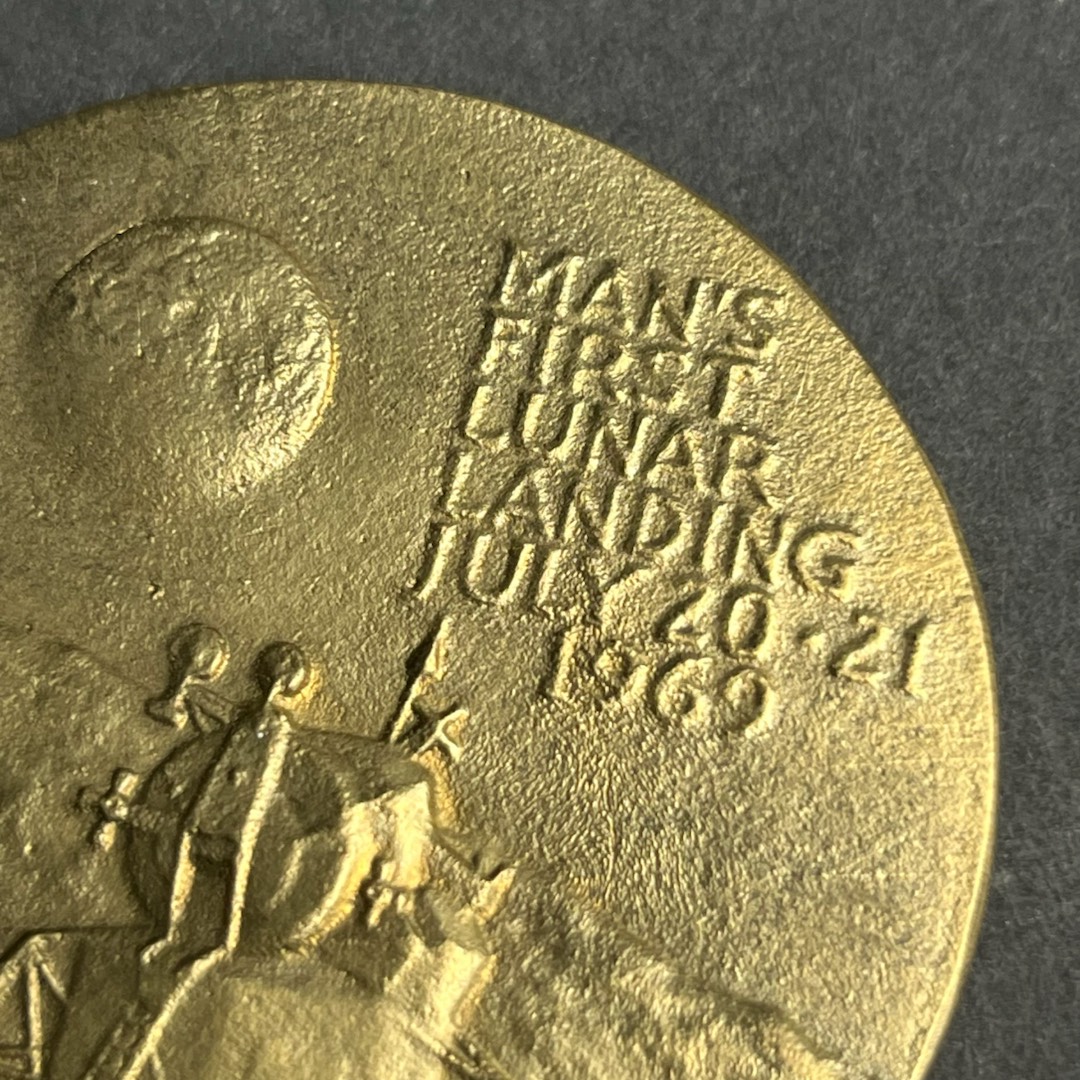 MAN'S
FIRST
LUNAR
LANDING
JULY 20-21
1969